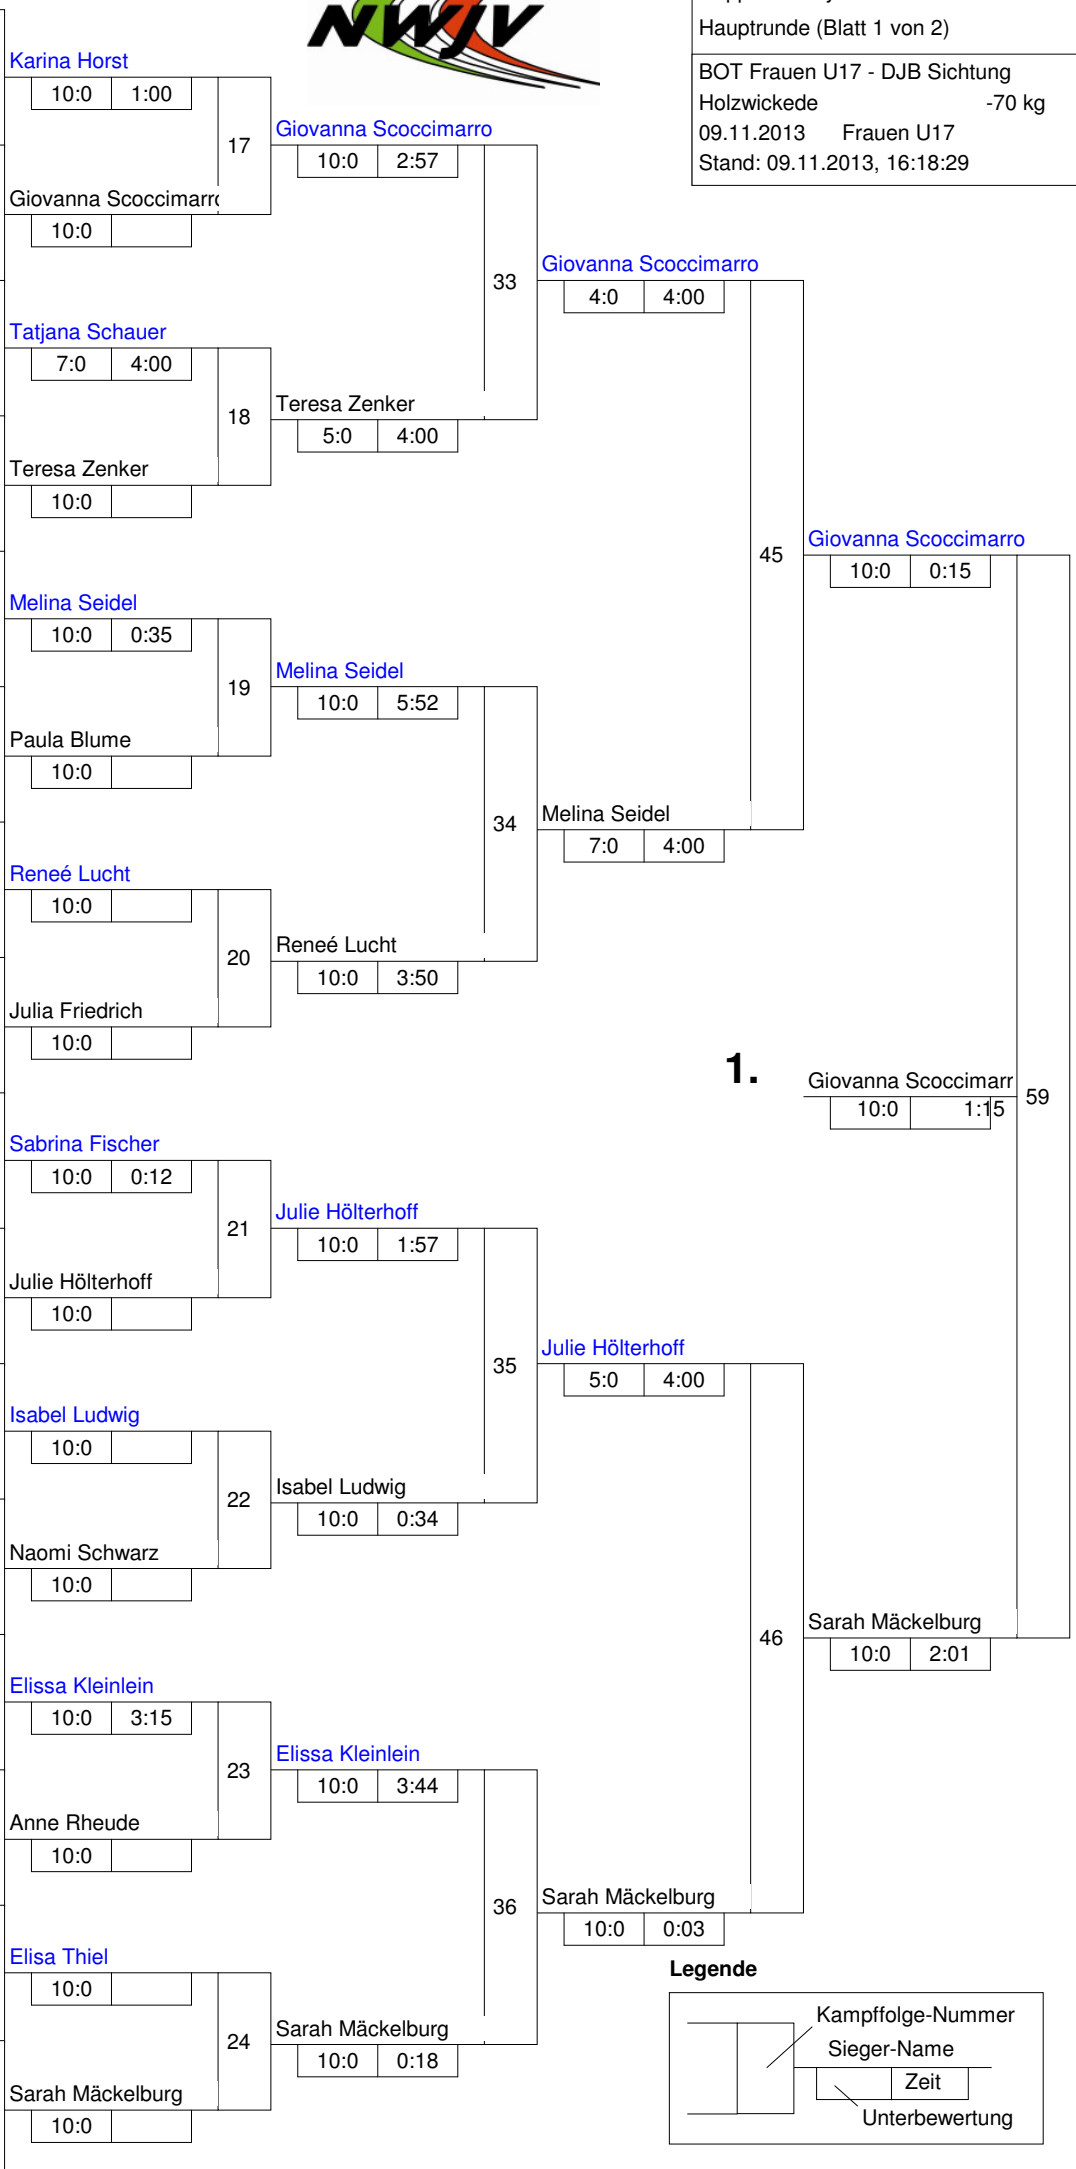 NWJV
Hauptrunde (Blatt 1 von 2)
BOT Frauen U17 - DJB Sichtung
Holzwickede -70 kg
09.11.2013 Frauen U17
Stand: 09.11.2013, 16:18:29
Karina Horst
10:0 1:00
17
Giovanna Scoccimarro
10:0 2:57
Giovanna Scoccimarro
10:0
33
Giovanna Scoccimarro
4:0 4:00
Tatjana Schauer
7:0 4:00
18
Teresa Zenker
5:0 4:00
Teresa Zenker
10:0
45
Giovanna Scoccimarro
10:0 0:15
Melina Seidel
10:0 0:35
19
Melina Seidel
10:0 5:52
Paula Blume
10:0
34
Melina Seidel
7:0 4:00
Reneé Lucht
10:0
20
Reneé Lucht
10:0 3:50
Julia Friedrich
10:0
1.
Giovanna Scoccimarr
10:0 1:15
59
Sabrina Fischer
10:0 0:12
21
Julie Hölterhoff
10:0 1:57
Julie Hölterhoff
10:0
35
Julie Hölterhoff
5:0 4:00
Isabel Ludwig
10:0
22
Isabel Ludwig
10:0 0:34
Naomi Schwarz
10:0
46
Sarah Mäckelburg
10:0 2:01
Elissa Kleinlein
10:0 3:15
23
Elissa Kleinlein
10:0 3:44
Anne Rheude
10:0
36
Sarah Mäckelburg
10:0 0:03
Elisa Thiel
10:0
24
Sarah Mäckelburg
10:0 0:18
Sarah Mäckelburg
10:0
Legende
Kampffolge-Nummer
Sieger-Name
Zeit
Unterbewertung